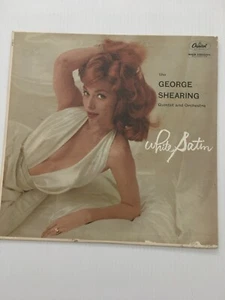 Capitol
the
GEORGE
SHEARING
Quintet and Orchestra
White Satin